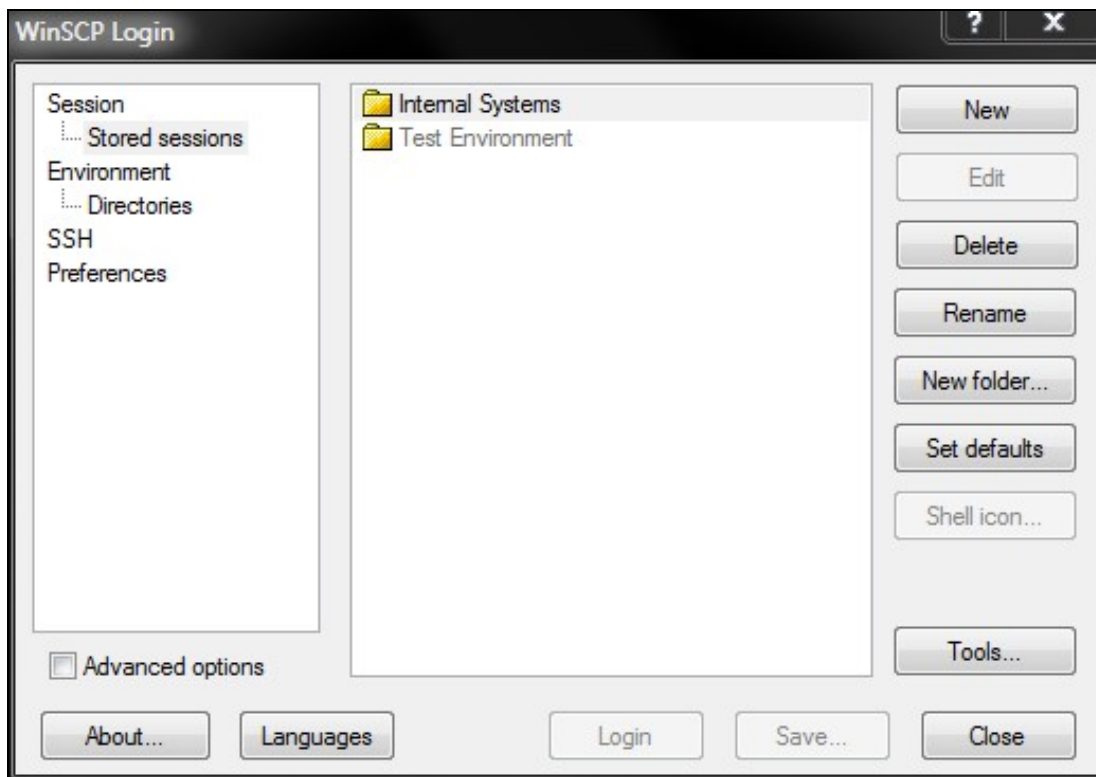 WinSCP Login
?
X
Session
Stored sessions
Environment
Directories
SSH
Preferences
Advanced options
Internal Systems
Test Environment
New
Edit
Delete
Rename
New folder...
Set defaults
Shell icon...
Tools...
About...
Languages
Login
Save...
Close